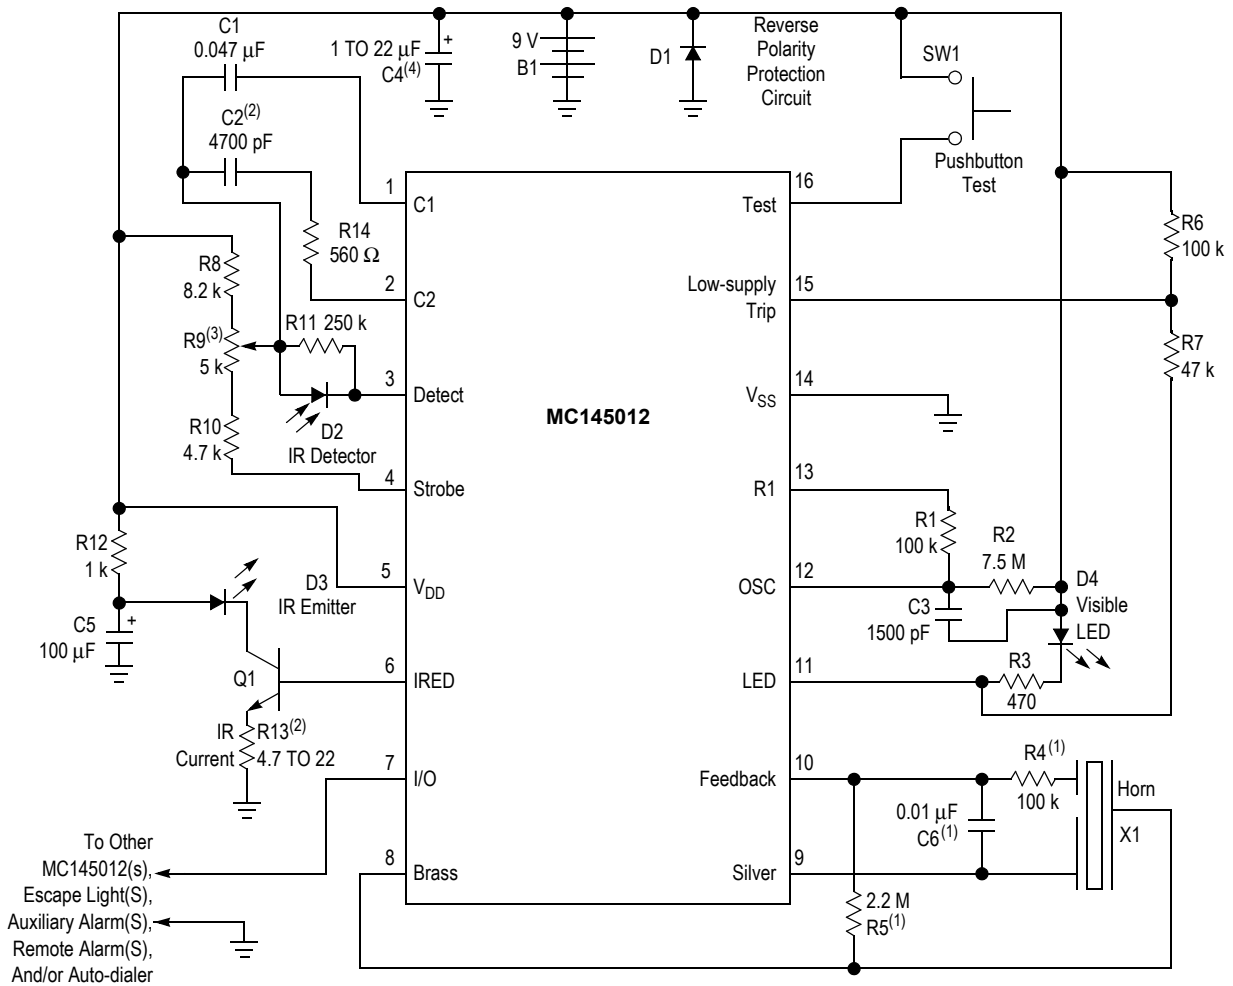 C1
0.047 μF
1 TO 22 μF
C4(4)
+
9 V
B1
D1
Reverse
Polarity
Protection
Circuit
SW1
Pushbutton
Test
C2(2)
4700 pF
R14
560 Ω
R8
8.2 k
R9(3)
5 k
R10
4.7 k
R11 250 k
D2
IR Detector
R12
1 k
D3
IR Emitter
C5
100 μF
+
Q1
IR
Current
R13(2)
4.7 TO 22
MC145012
1
C1
2
C2
3
Detect
4
Strobe
5
VDD
6
IRED
7
I/O
8
Brass
16
Test
15
Low-supply
Trip
14
VSS
13
R1
12
OSC
11
LED
10
Feedback
9
Silver
R6
100 k
R7
47 k
R1
100 k
R2
7.5 M
C3
1500 pF
D4
Visible
LED
R3
470
R4(1)
100 k
0.01 μF
C6(1)
Horn
X1
2.2 M
R5(1)
To Other
MC145012(s),
Escape Light(S),
Auxiliary Alarm(S),
Remote Alarm(S),
And/or Auto-dialer